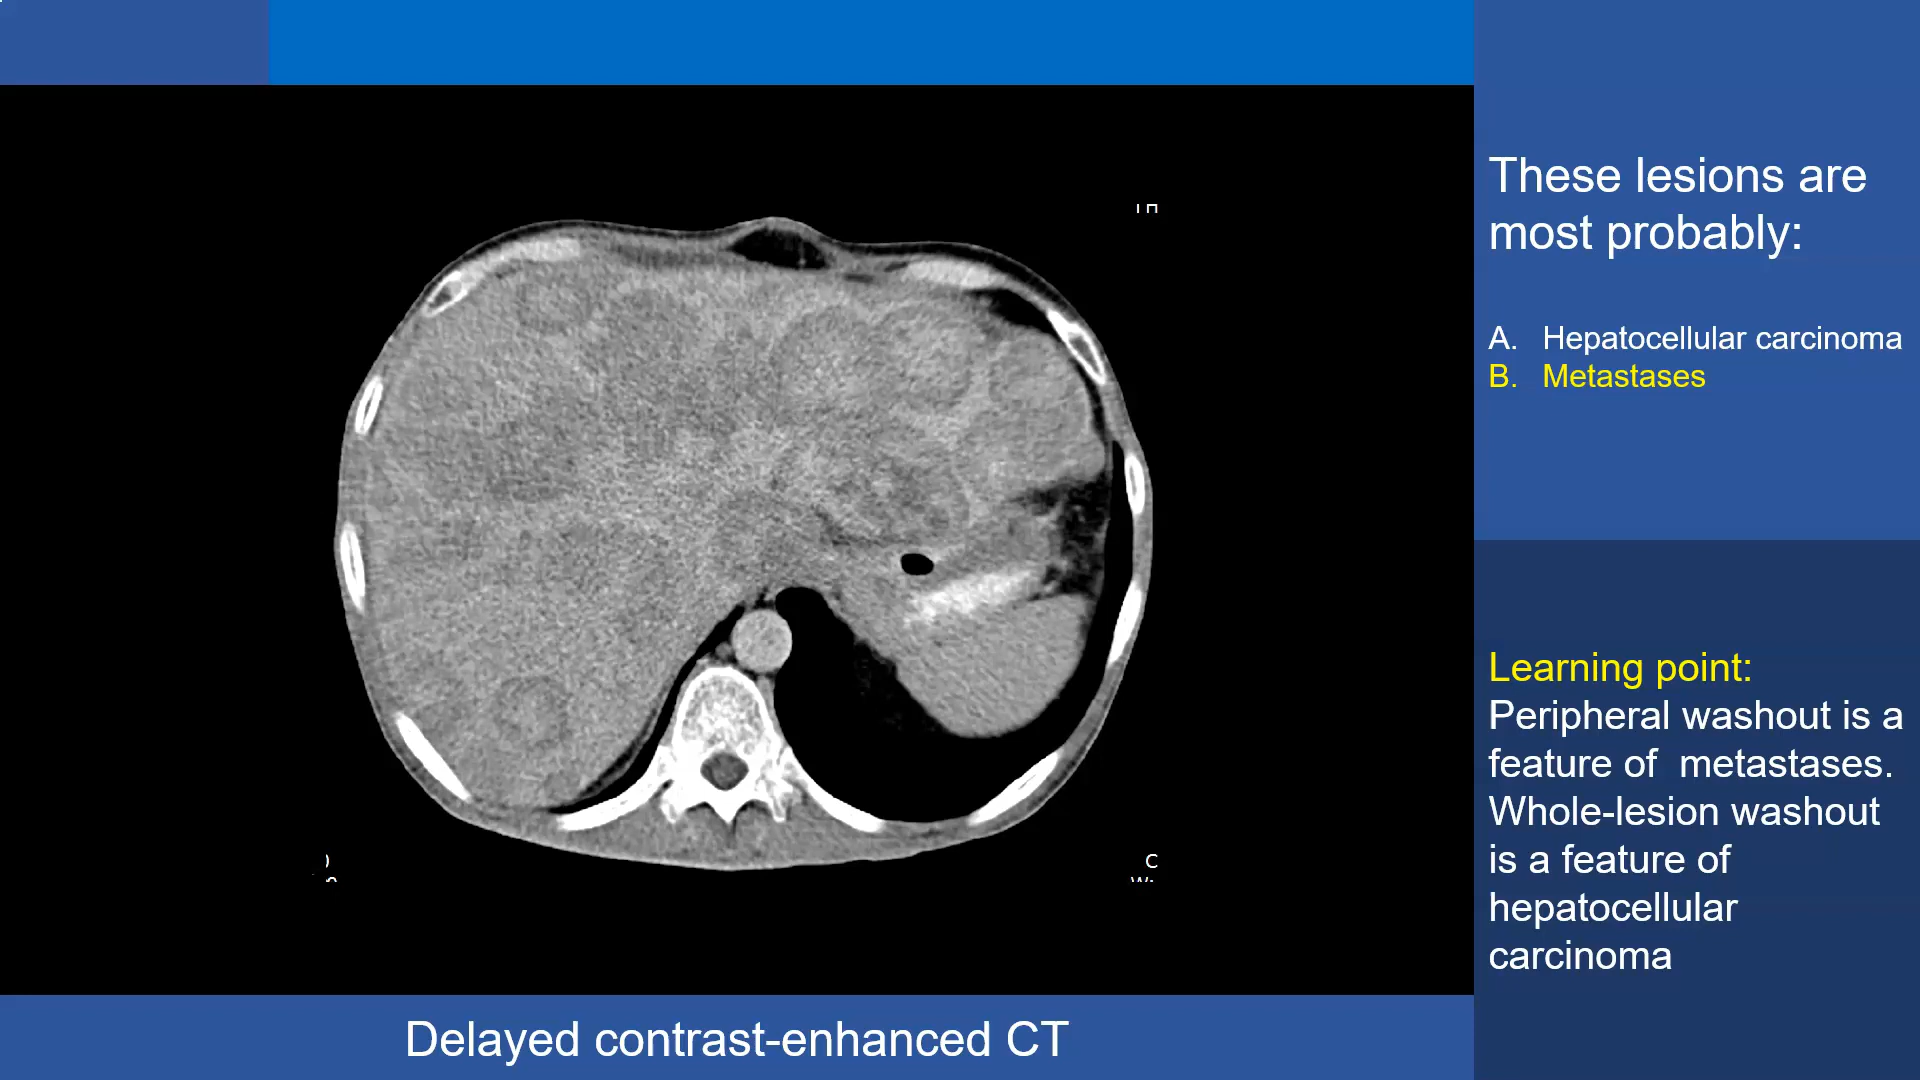 These lesions are
most probably:
A. Hepatocellular carcinoma
B. Metastases
Learning point:
Peripheral washout is a
feature of metastases.
Whole-lesion washout
is a feature of
hepatocellular
carcinoma
C
Delayed contrast-enhanced CT